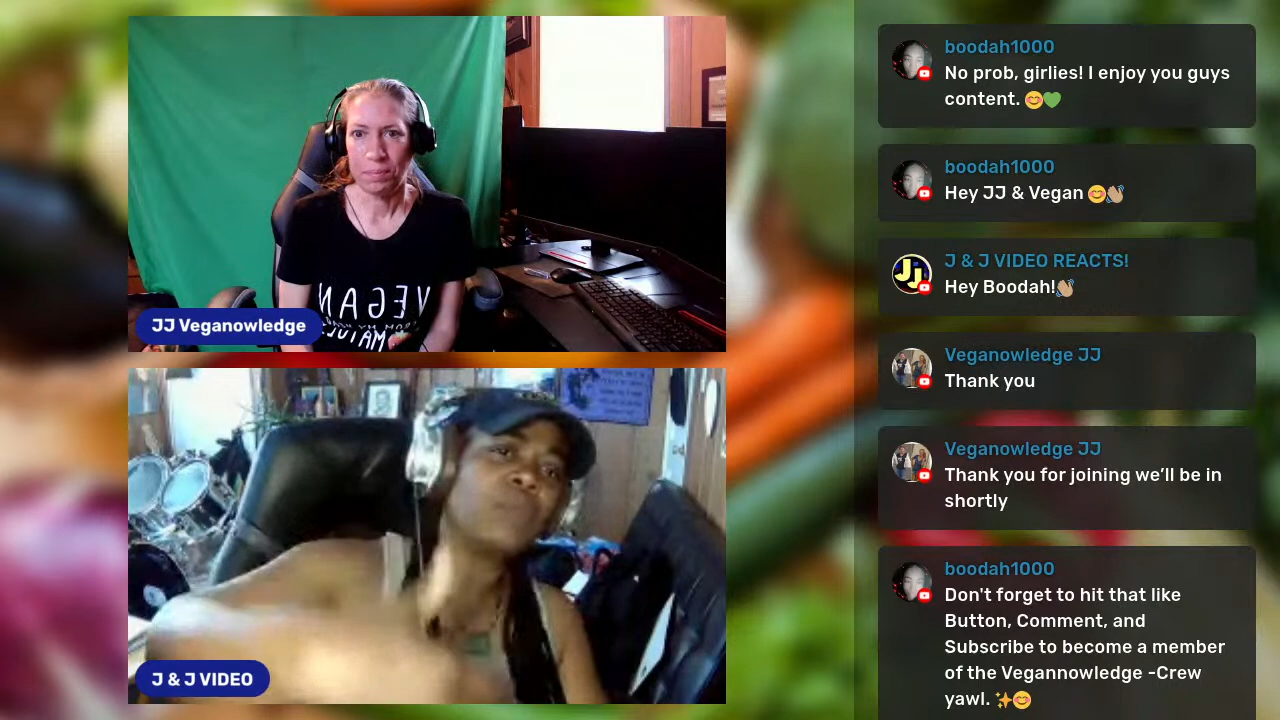 VEGAN
JJ Veganowledge
J & J VIDEO
boodah1000
No prob, girlies! I enjoy you guys
content. 😊💚
boodah1000
Hey JJ & Vegan 😊👋🏽
J & J VIDEO REACTS!
Hey Boodah!👋🏽
Veganowledge JJ
Thank you
Veganowledge JJ
Thank you for joining we’ll be in
shortly
boodah1000
Don't forget to hit that like
Button, Comment, and
Subscribe to become a member
of the Vegannowledge -Crew
yawl. ✨😊